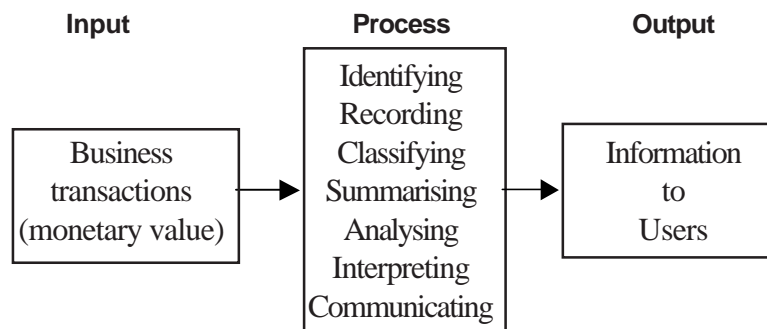 Input
Process
Output
Business
transactions
(monetary value)
Identifying
Recording
Classifying
Summarising
Analysing
Interpreting
Communicating
Information
to
Users